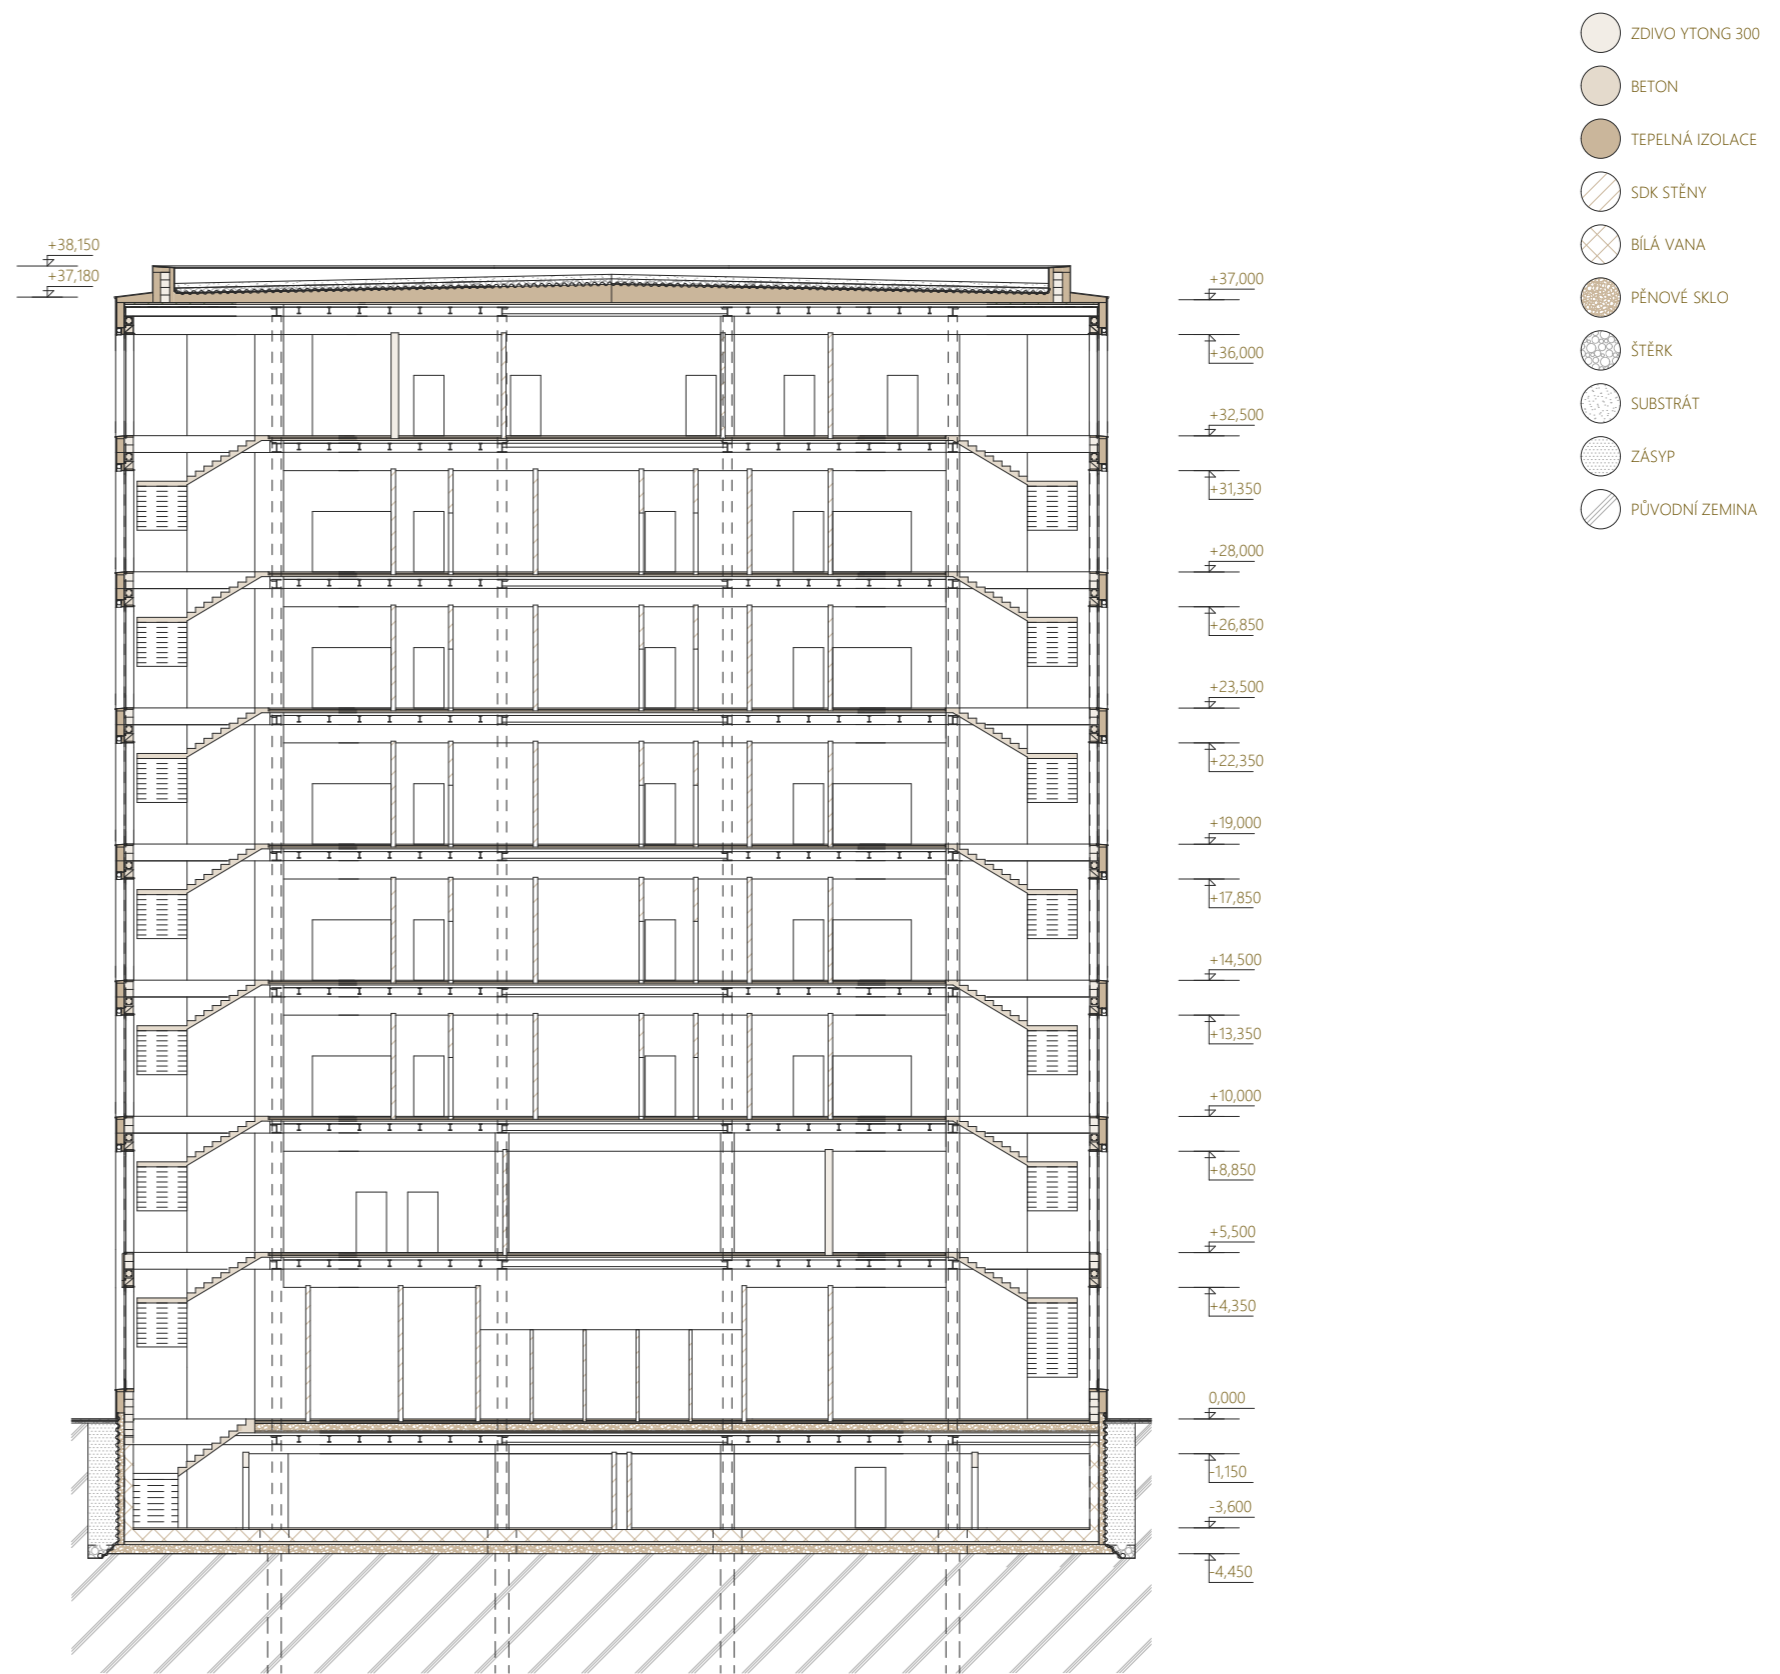 ZDIVO YTONG 300
BETON
TEPELNÁ IZOLACE
SDK STĚNY
BÍLÁ VANA
PĚNOVÉ SKLO
ŠTĚRK
SUBSTRÁT
ZÁSYP
PŮVODNÍ ZEMINA
+38,150
+37,180
+37,000
+36,000
+32,500
+31,350
+28,000
+26,850
+23,500
+22,350
+19,000
+17,850
+14,500
+13,350
+10,000
+8,850
+5,500
+4,350
0,000
-1,150
-3,600
-4,450